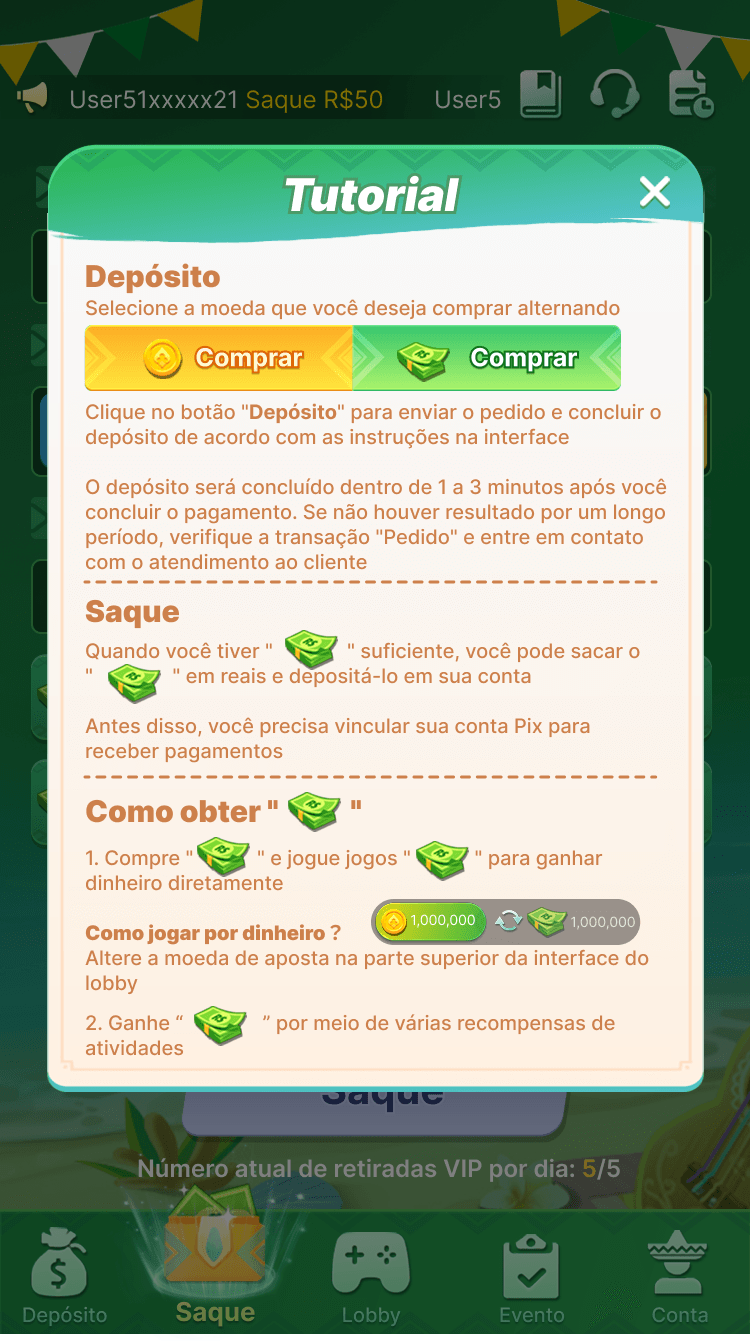 User51xxxxx21 Saque R$50 User5
Tutorial
Depósito
Selecione a moeda que você deseja comprar alternando
Comprar Comprar
Clique no botão "Depósito" para enviar o pedido e concluir o
depósito de acordo com as instruções na interface
O depósito será concluído dentro de 1 a 3 minutos após você
concluir o pagamento. Se não houver resultado por um longo
período, verifique a transação "Pedido" e entre em contato
com o atendimento ao cliente
Saque
Quando você tiver " " suficiente, você pode sacar o
" " em reais e depositá-lo em sua conta
Antes disso, você precisa vincular sua conta Pix para
receber pagamentos
Como obter " "
1. Compre " " e jogue jogos " " para ganhar
dinheiro diretamente
1,000,000 1,000,000
Como jogar por dinheiro ?
Altere a moeda de aposta na parte superior da interface do
lobby
2. Ganhe “ ” por meio de várias recompensas de
atividades
Saque
Número atual de retiradas VIP por dia: 5/5
Depósito Saque Lobby Evento Conta